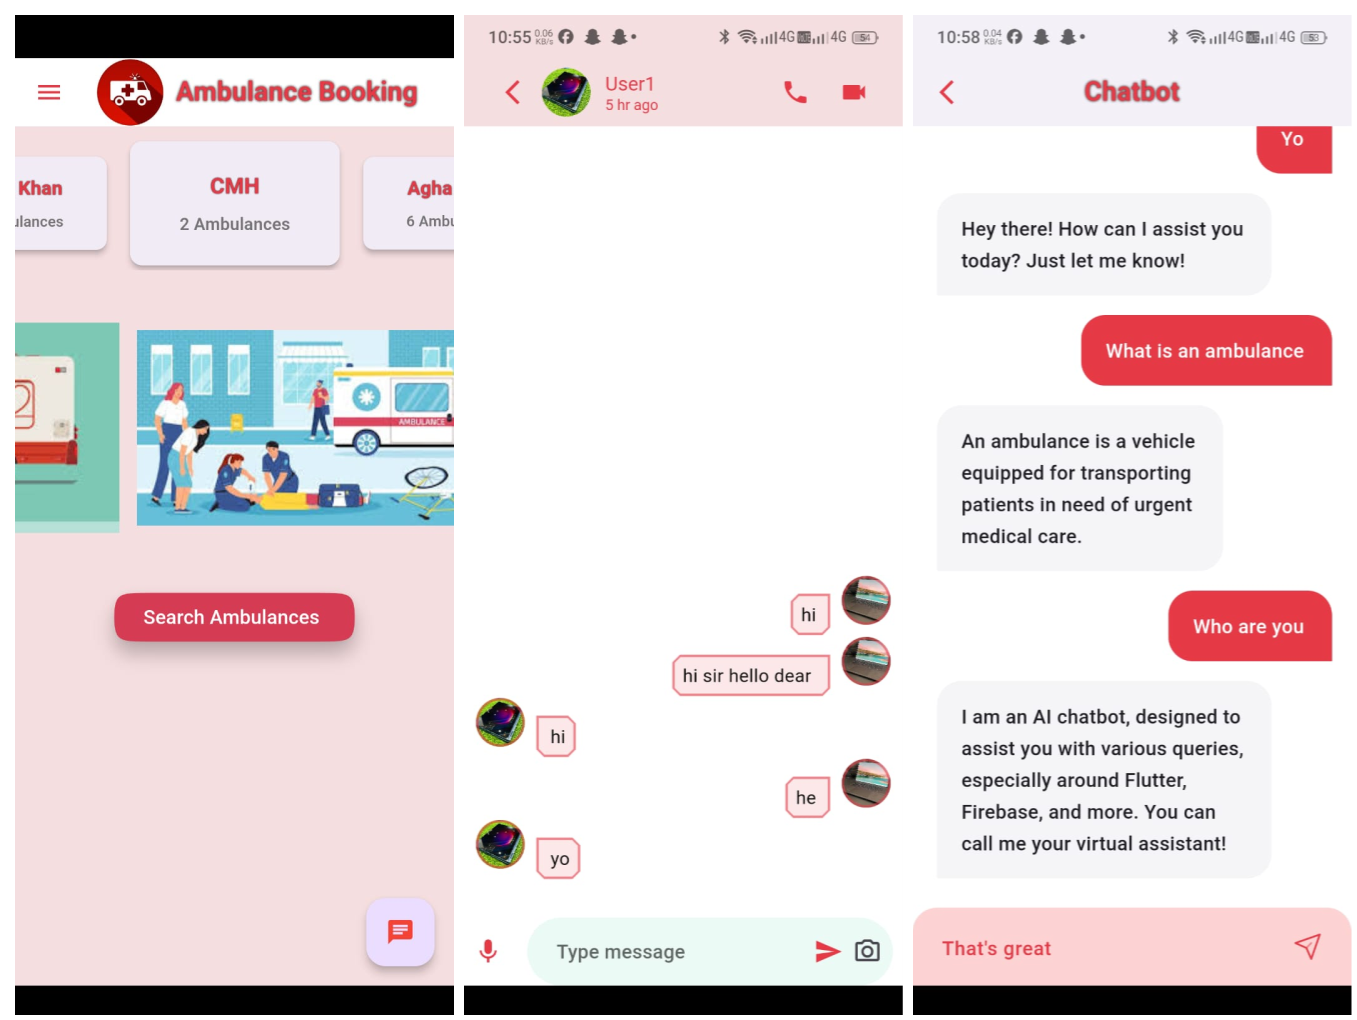 Ambulance Booking
Khan
CMH
Agha
ulances
2 Ambulances
6 Ambu
AMBULANCE
Search Ambulances
10:55 0.06 KB/s 4G 4G 54
User1
5 hr ago
hi
hi sir hello dear
hi
he
yo
Type message
10:58 0.04 KB/s 4G 4G 53
Chatbot
Yo
Hey there! How can I assist you
today? Just let me know!
What is an ambulance
An ambulance is a vehicle
equipped for transporting
patients in need of urgent
medical care.
Who are you
I am an AI chatbot, designed to
assist you with various queries,
especially around Flutter,
Firebase, and more. You can
call me your virtual assistant!
That's great